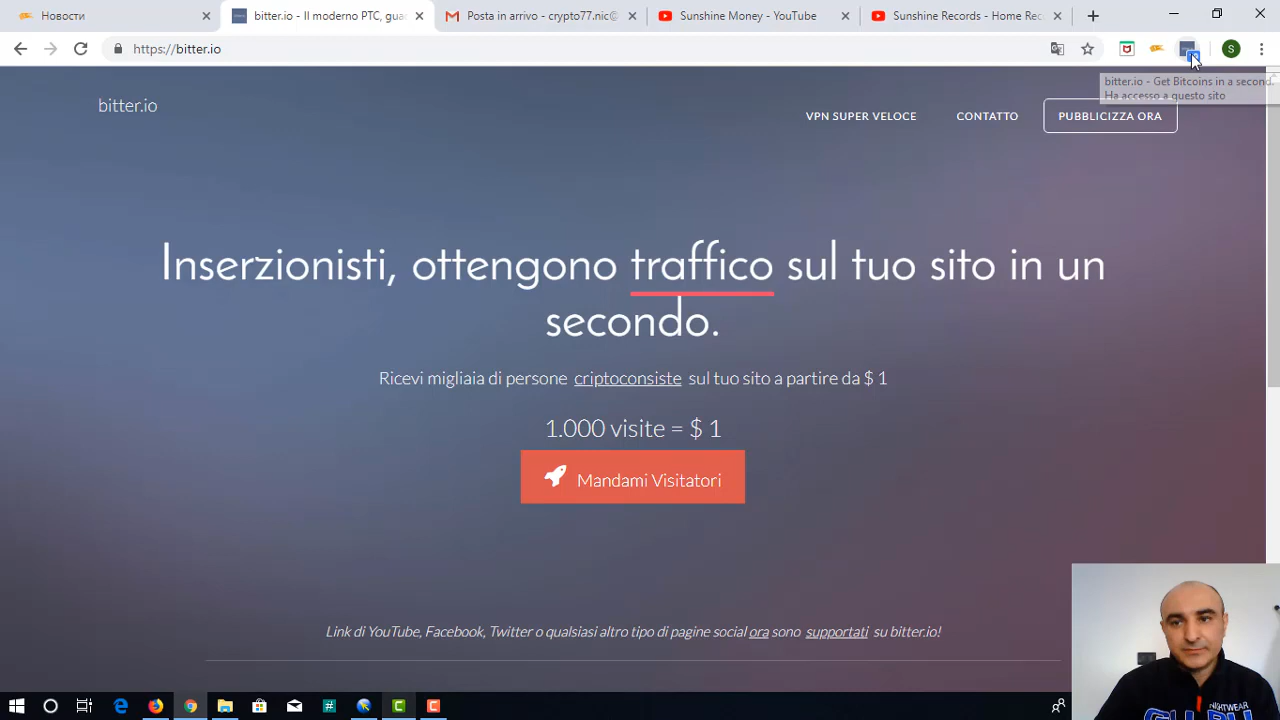 Новости
bitter.io - Il moderno PTC, gua
Posta in arrivo - crypto77.nic@
Sunshine Money - YouTube
Sunshine Records - Home Rec
https://bitter.io
S
bitter.io - Get Bitcoins in a second.
Ha accesso a questo sito
bitter.io
VPN SUPER VELOCE
CONTATTO
PUBBLICIZZA ORA
Inserzionisti, ottengono traffico sul tuo sito in un
secondo.
Ricevi migliaia di persone criptoconsiste sul tuo sito a partire da $ 1
1.000 visite = $ 1
Mandami Visitatori
Link di YouTube, Facebook, Twitter o qualsiasi altro tipo di pagine social ora sono supportati su bitter.io!
NIGHTWEAR